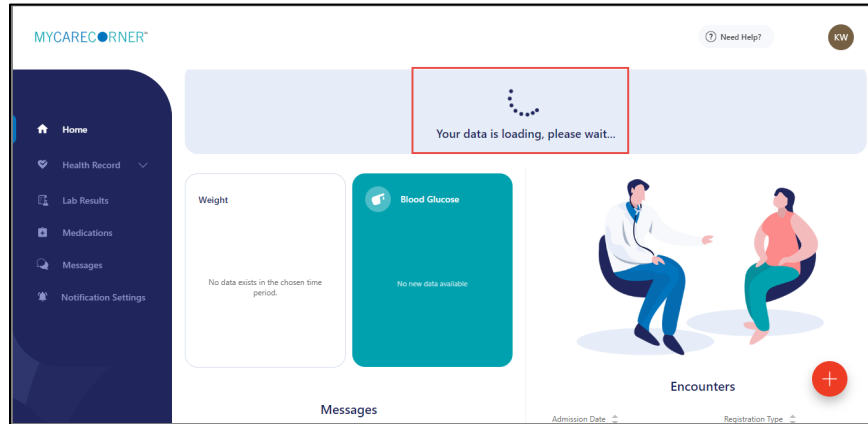 MYCARECORNER
Need Help?
KW
Your data is loading, please wait...
Home
Health Record
Lab Results
Medications
Messages
Notification Settings
Weight
No data exists in the chosen time
period.
Blood Glucose
No new data available
Messages
Encounters
Admission Date
Registration Type